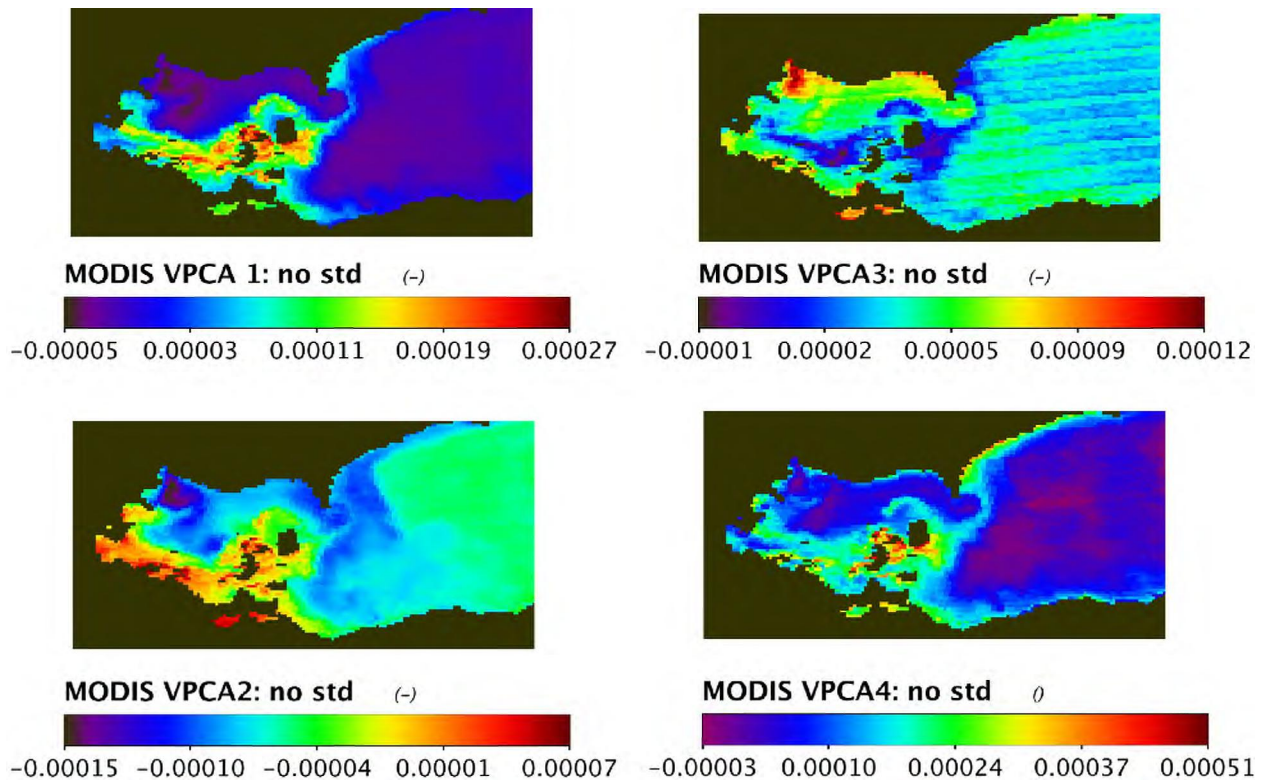 MODIS VPCA 1: no std (-)
-0.00005 0.00003 0.00011 0.00019 0.00027
MODIS VPCA3: no std (-)
-0.00001 0.00002 0.00005 0.00009 0.00012
MODIS VPCA2: no std (-)
-0.00015 -0.00010 -0.00004 0.00001 0.00007
MODIS VPCA4: no std ()
-0.00003 0.00010 0.00024 0.00037 0.00051